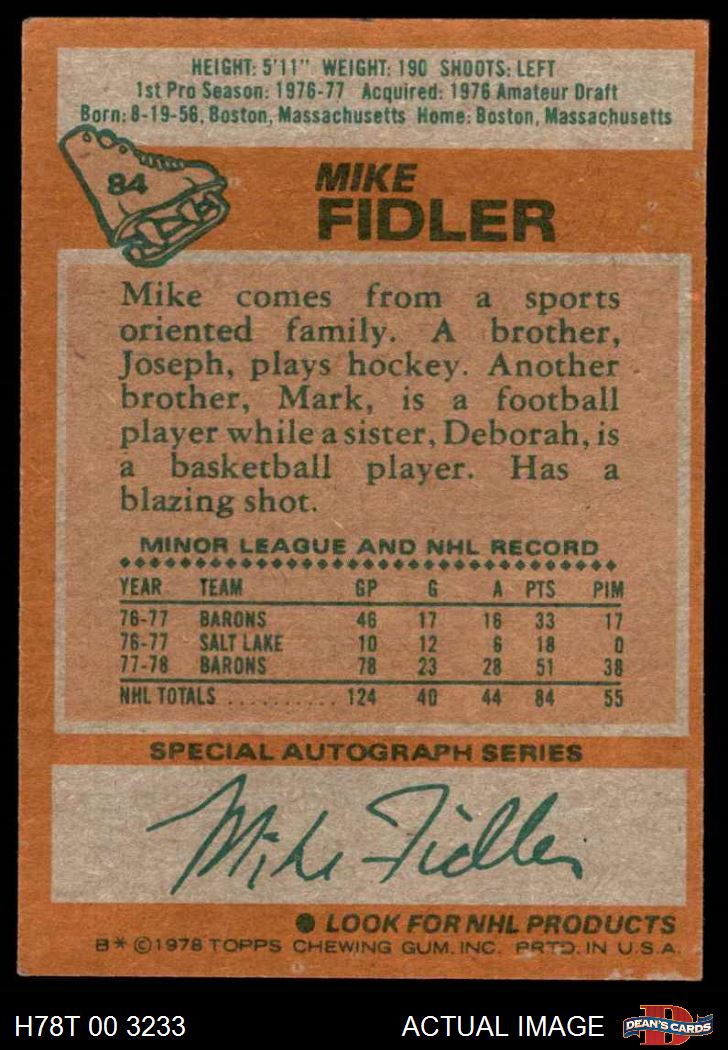 HEIGHT: 5'11" WEIGHT: 190 SHOOTS: LEFT
1st Pro Season: 1976-77 Acquired: 1976 Amateur Draft
Born: 8-19-56, Boston, Massachusetts Home: Boston, Massachusetts
84
MIKE
FIDLER
Mike comes from a sports
oriented family. A brother,
Joseph, plays hockey. Another
brother, Mark, is a football
player while a sister, Deborah, is
a basketball player. Has a
blazing shot.
MINOR LEAGUE AND NHL RECORD
YEAR TEAM GP G A PTS PIM
76-77 BARONS 46 17 16 33 17
76-77 SALT LAKE 10 12 6 18 0
77-78 BARONS 78 23 28 51 38
NHL TOTALS ........... 124 40 44 84 55
SPECIAL AUTOGRAPH SERIES
Mike Fidler
● LOOK FOR NHL PRODUCTS
B* ©1978 TOPPS CHEWING GUM, INC. PRTD. IN U.S.A.
H78T 00 3233 ACTUAL IMAGE
D
DEAN'S CARDS